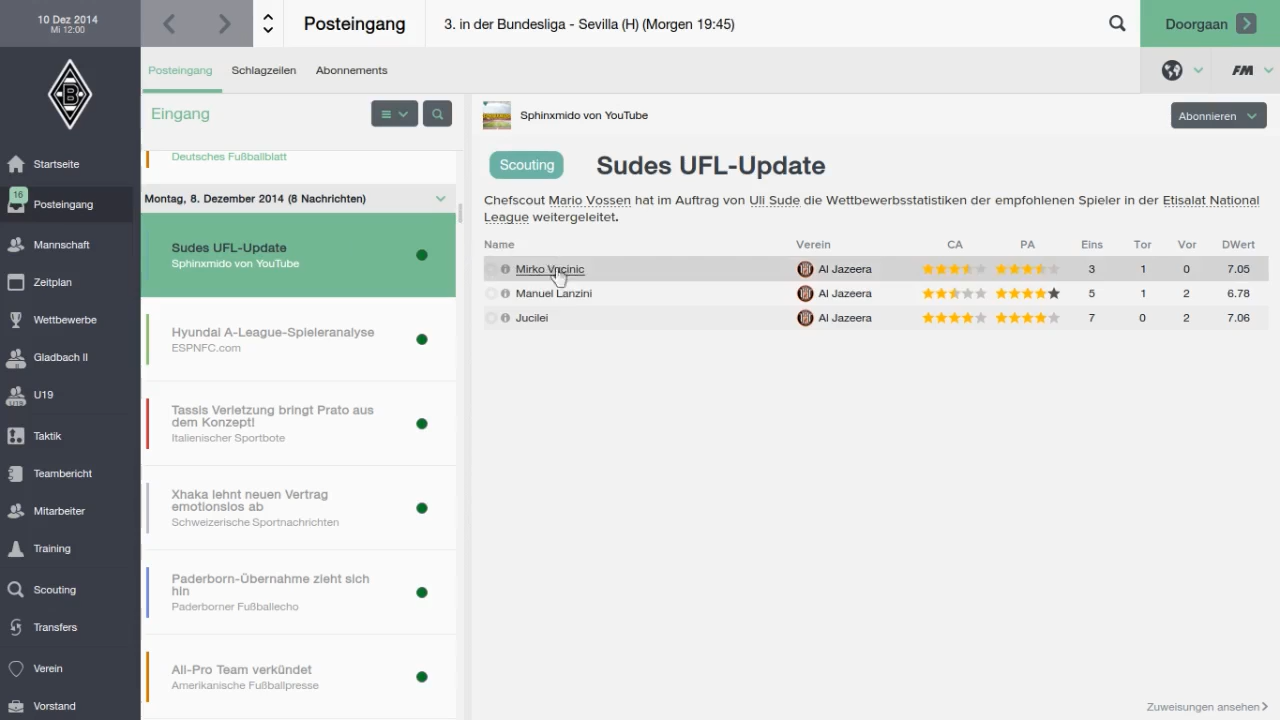 10 Dez 2014
Mi 12:00
Posteingang
3. in der Bundesliga - Sevilla (H) (Morgen 19:45)
Doorgaan
Posteingang
Schlagzeilen
Abonnements
FM
Eingang
Sphinxmido von YouTube
Abonnieren
Startseite
16
Posteingang
Mannschaft
Zeitplan
Wettbewerbe
Gladbach II
U19
Taktik
Teambericht
Mitarbeiter
Training
Scouting
Transfers
Verein
Vorstand
Deutsches Fußballblatt
Montag, 8. Dezember 2014 (8 Nachrichten)
Sudes UFL-Update
Sphinxmido von YouTube
Hyundai A-League-Spieleranalyse
ESPNFC.com
Tassis Verletzung bringt Prato aus
dem Konzept!
Italienischer Sportbote
Xhaka lehnt neuen Vertrag
emotionslos ab
Schweizerische Sportnachrichten
Paderborn-Übernahme zieht sich
hin
Paderborner Fußballecho
All-Pro Team verkündet
Amerikanische Fußballpresse
Scouting
Sudes UFL-Update
Chefscout Mario Vossen hat im Auftrag von Uli Sude die Wettbewerbsstatistiken der empfohlenen Spieler in der Etisalat National
League weitergeleitet.
Name Verein CA PA Eins Tor Vor DWert
Mirko Vucinic Al Jazeera 3 1 0 7.05
Manuel Lanzini Al Jazeera 5 1 2 6.78
Jucilei Al Jazeera 7 0 2 7.06
Zuweisungen ansehen